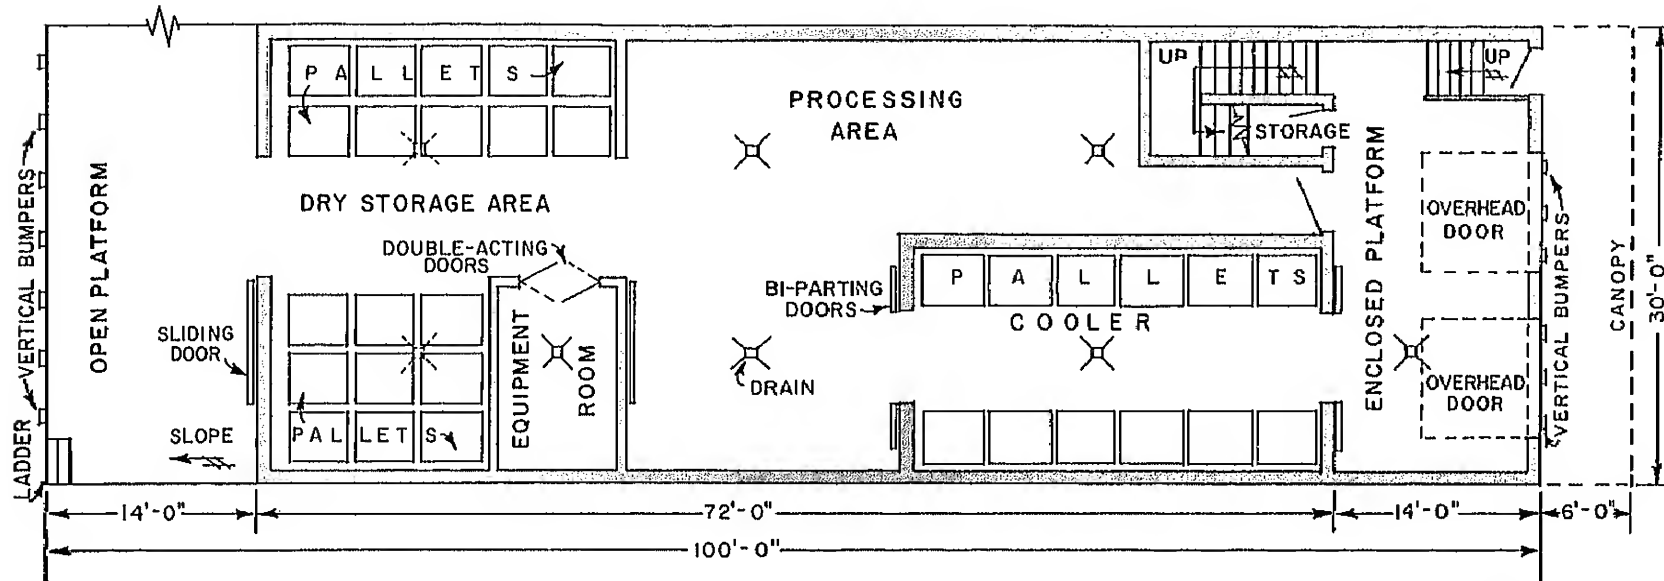 UP
UP
PALLETS
PROCESSING
AREA
STORAGE
VERTICAL BUMPERS
OPEN PLATFORM
DRY STORAGE AREA
ENCLOSED PLATFORM
OVERHEAD
DOOR
VERTICAL BUMPERS
CANOPY
30'-0"
DOUBLE-ACTING
DOORS
BI-PARTING
DOORS
PALLETS
COOLER
SLIDING
DOOR
EQUIPMENT
ROOM
DRAIN
OVERHEAD
DOOR
LADDER
SLOPE
PALLETS
14'-0"
72'-0"
14'-0"
6'-0"
100'-0"